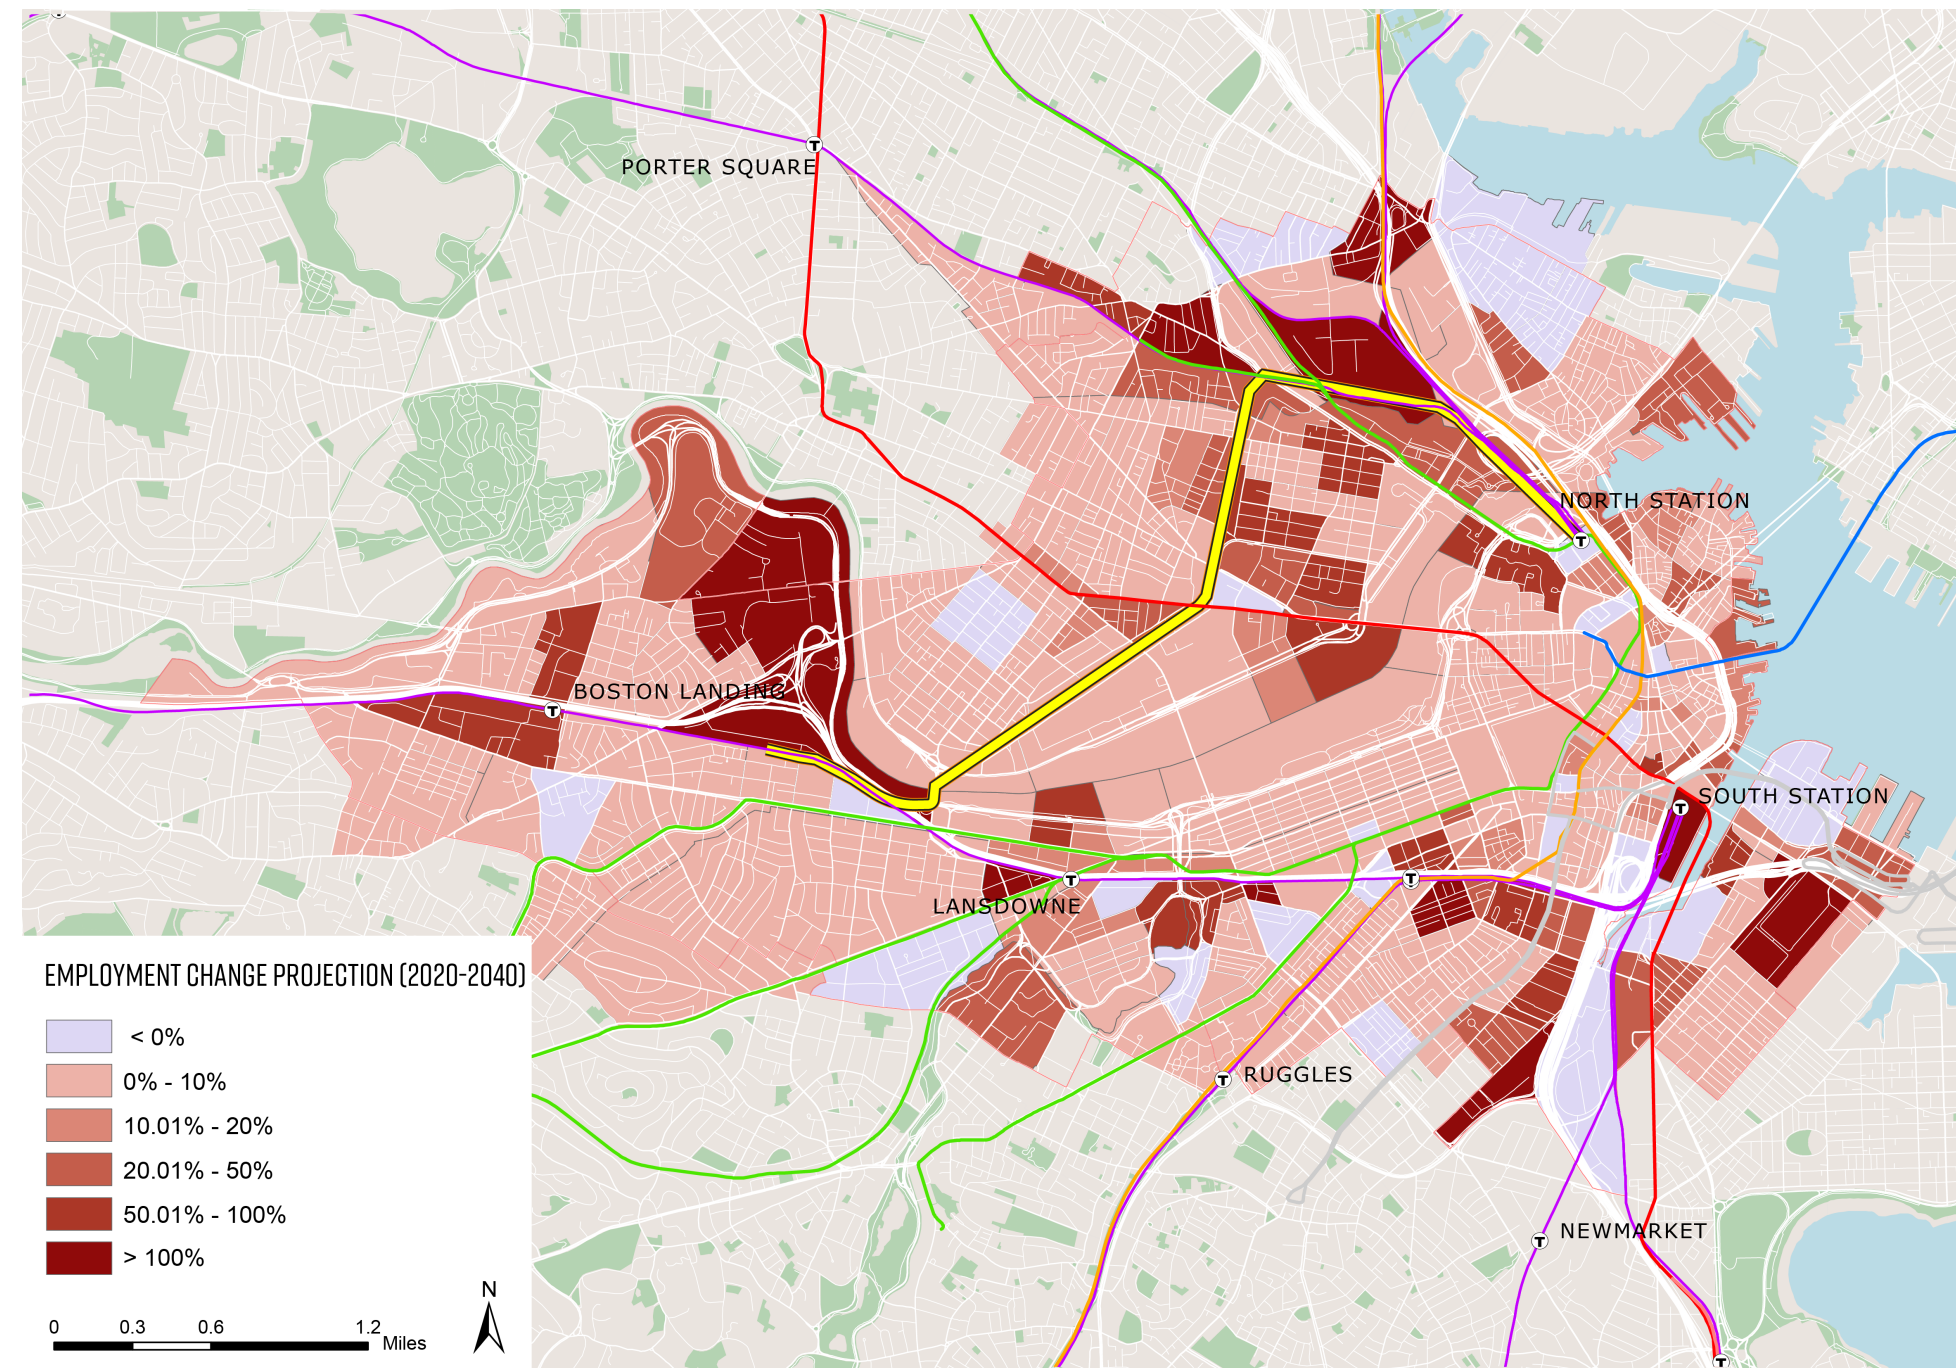 PORTER SQUARE
NORTH STATION
BOSTON LANDING
SOUTH STATION
LANSDOWNE
RUGGLES
NEWMARKET
T
T
T
T
T
T
T
T
T
EMPLOYMENT CHANGE PROJECTION (2020-2040)
< 0%
0% - 10%
10.01% - 20%
20.01% - 50%
50.01% - 100%
> 100%
N
0 0.3 0.6 1.2
Miles